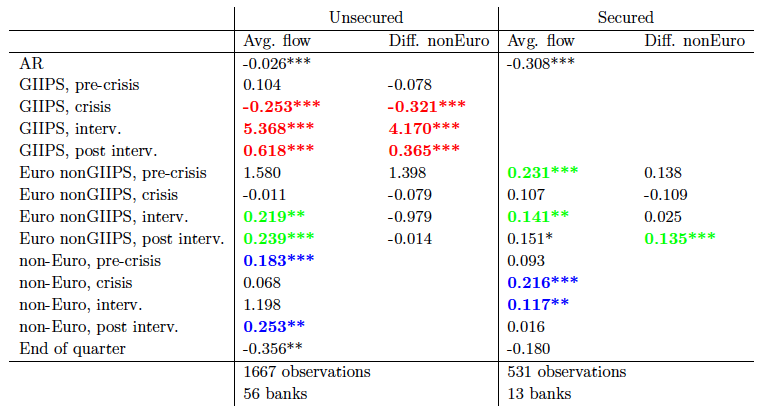 Unsecured Secured
Avg. flow Diff. nonEuro Avg. flow Diff. nonEuro
AR -0.026*** -0.308***
GIIPS, pre-crisis 0.104 -0.078
GIIPS, crisis -0.253*** -0.321***
GIIPS, interv. 5.368*** 4.170***
GIIPS, post interv. 0.618*** 0.365***
Euro nonGIIPS, pre-crisis 1.580 1.398 0.231*** 0.138
Euro nonGIIPS, crisis -0.011 -0.079 0.107 -0.109
Euro nonGIIPS, interv. 0.219** -0.979 0.141** 0.025
Euro nonGIIPS, post interv. 0.239*** -0.014 0.151* 0.135***
non-Euro, pre-crisis 0.183*** 0.093
non-Euro, crisis 0.068 0.216***
non-Euro, interv. 1.198 0.117**
non-Euro, post interv. 0.253** 0.016
End of quarter -0.356** -0.180
1667 observations 531 observations
56 banks 13 banks